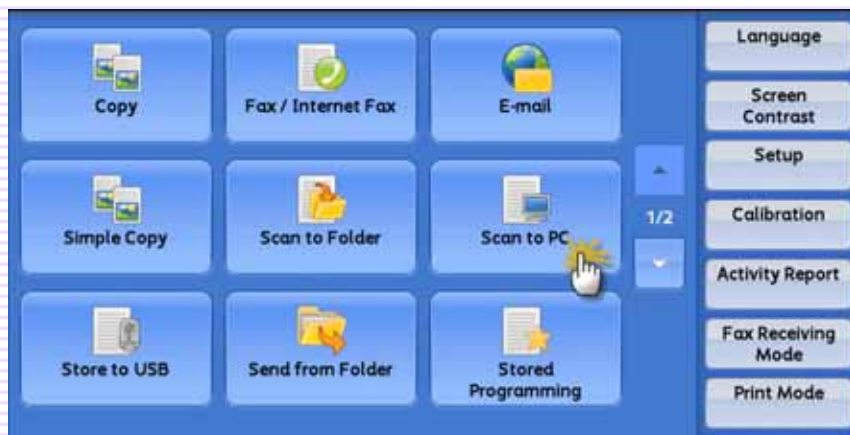 Copy
Fax / Internet Fax
E-mail
Simple Copy
Scan to Folder
Scan to PC
Store to USB
Send from Folder
Stored
Programming
1/2
Language
Screen
Contrast
Setup
Calibration
Activity Report
Fax Receiving
Mode
Print Mode